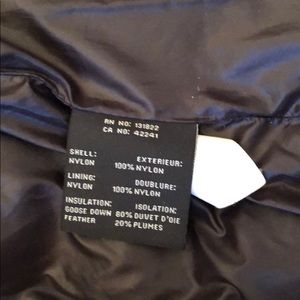 RN NO: 131822
CA NO: 42241
SHELL: EXTERIEUR:
NYLON 100% NYLON
LINING: DOUBLURE:
NYLON 100% NYLON
INSULATION: ISOLATION:
GOOSE DOWN 80% DUVET D'OIE
FEATHER 20% PLUMES